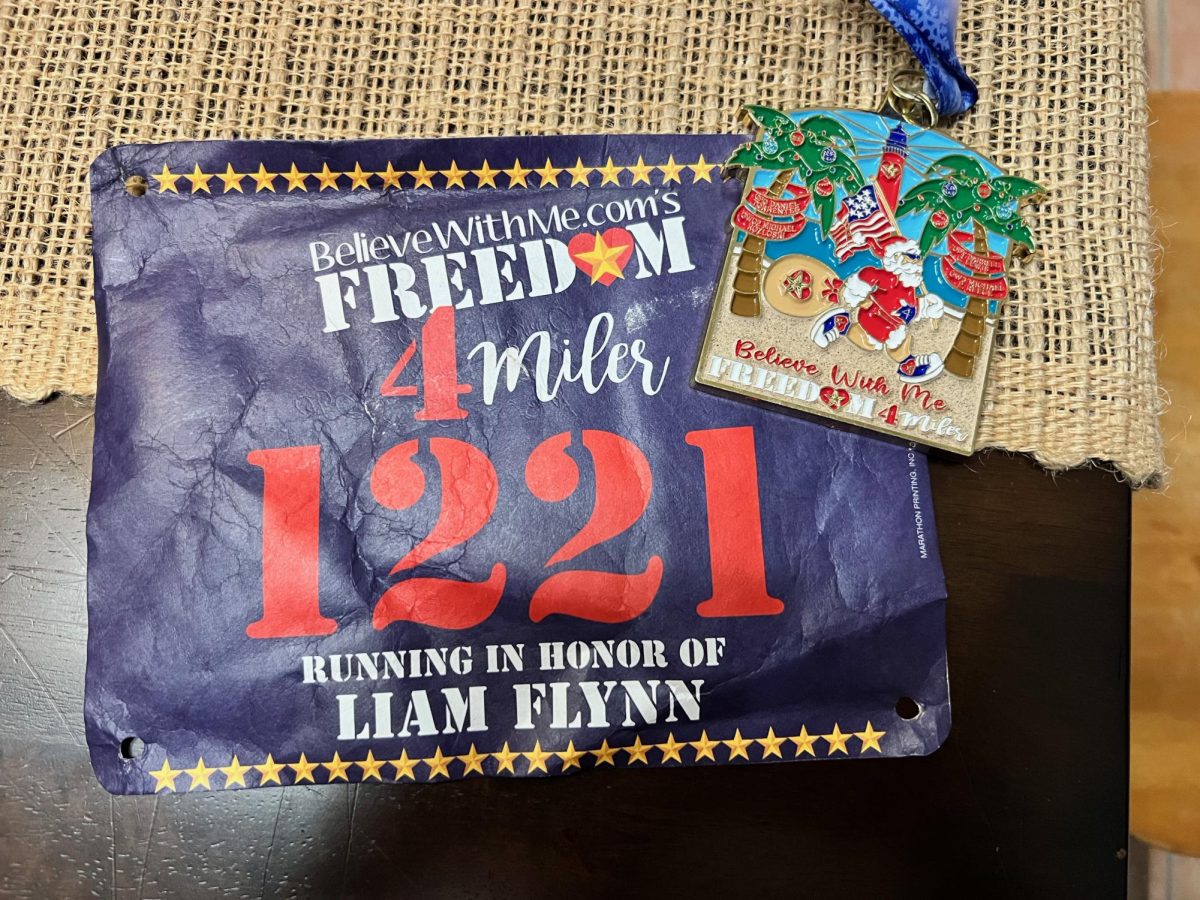 BelieveWithMe.com's
FREEDOM
4 Miler
1221
RUNNING IN HONOR OF
LIAM FLYNN
MARATHON PRINTING, INC.
Believe With Me
FREEDOM 4 Miler